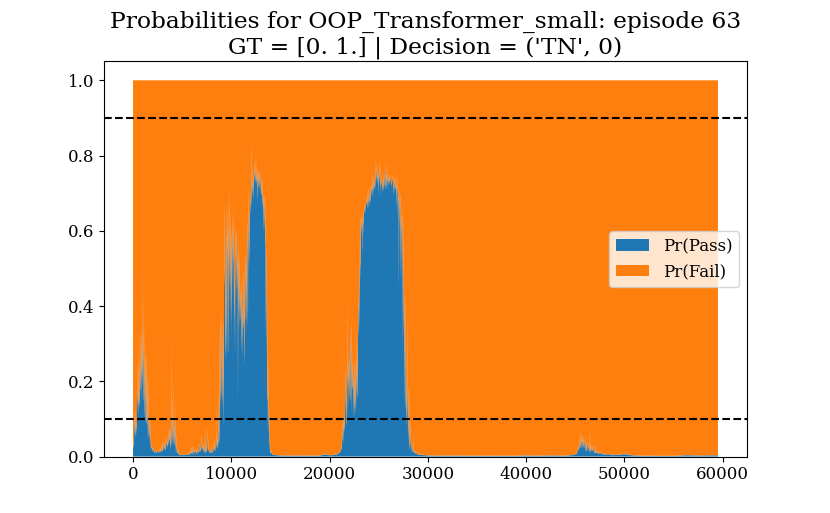 Probabilities for OOP_Transformer_small: episode 63
GT = [0. 1.] | Decision = ('TN', 0)
1.0
0.8
0.6
0.4
0.2
0.0
Pr(Pass)
Pr(Fail)
0 10000 20000 30000 40000 50000 60000